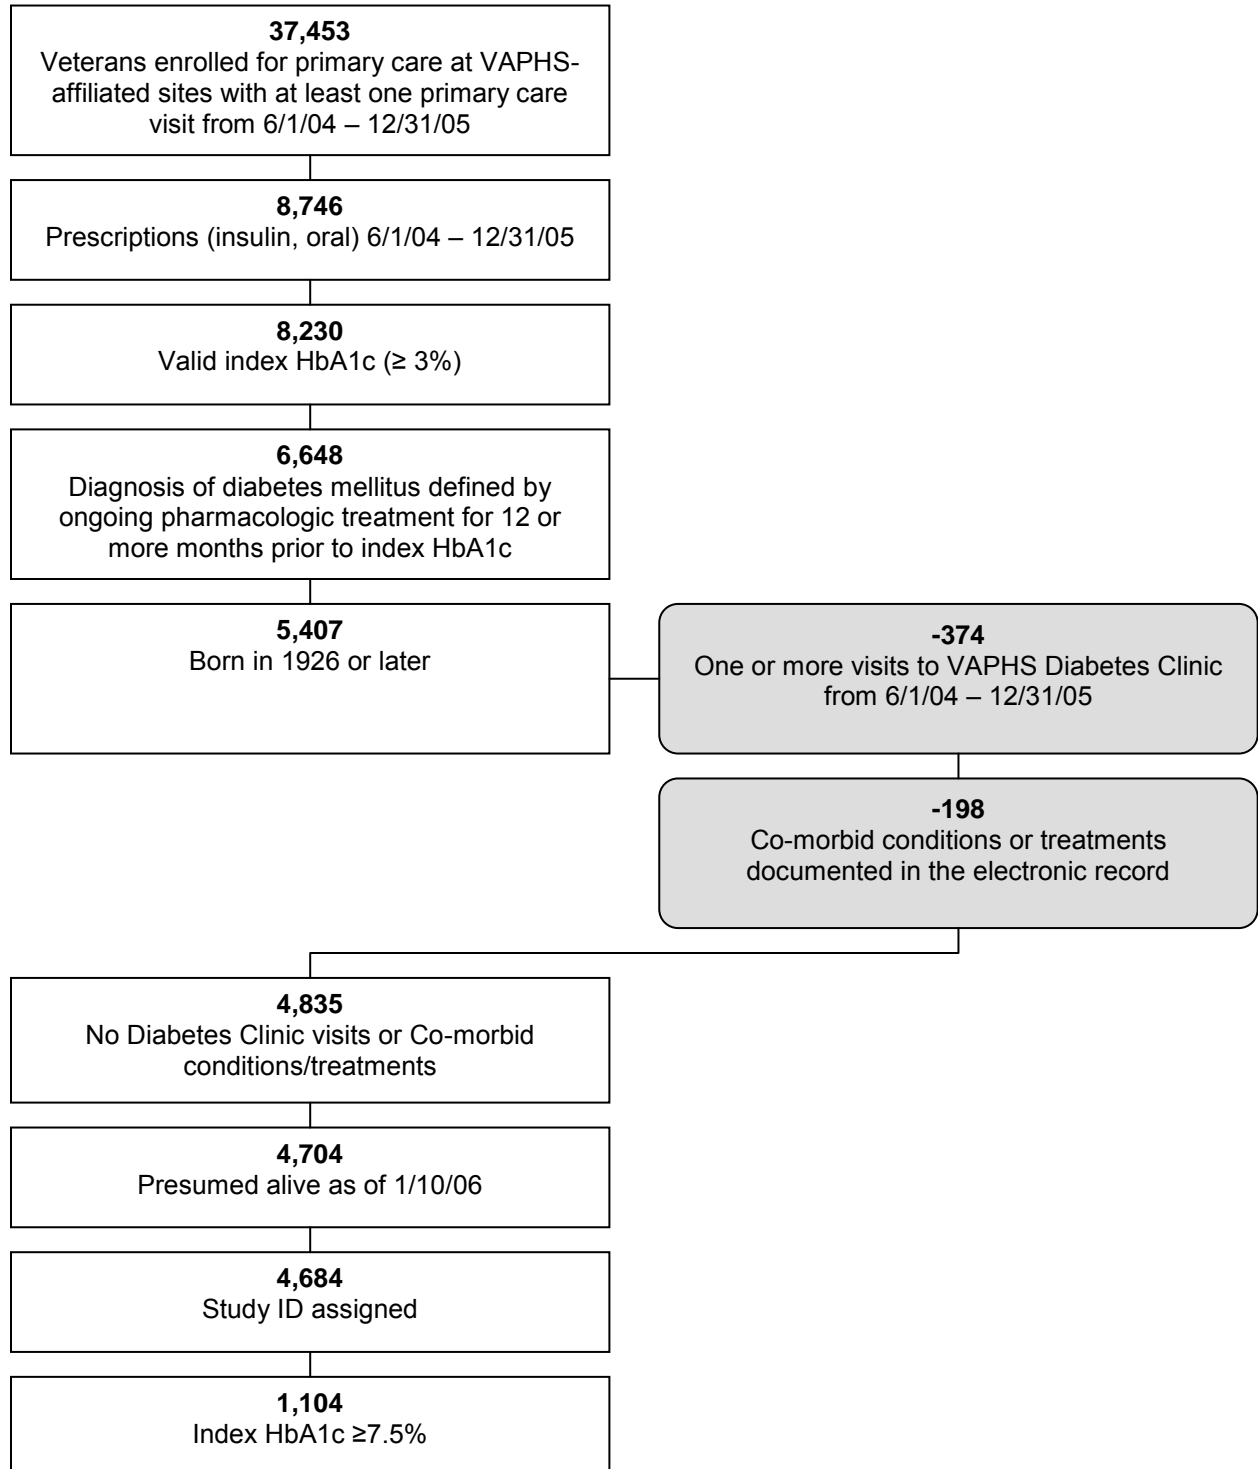 37,453
Veterans enrolled for primary care at VAPHS-
affiliated sites with at least one primary care
visit from 6/1/04 – 12/31/05
8,746
Prescriptions (insulin, oral) 6/1/04 – 12/31/05
8,230
Valid index HbA1c (≥ 3%)
6,648
Diagnosis of diabetes mellitus defined by
ongoing pharmacologic treatment for 12 or
more months prior to index HbA1c
5,407
Born in 1926 or later
-374
One or more visits to VAPHS Diabetes Clinic
from 6/1/04 – 12/31/05
-198
Co-morbid conditions or treatments
documented in the electronic record
4,835
No Diabetes Clinic visits or Co-morbid
conditions/treatments
4,704
Presumed alive as of 1/10/06
4,684
Study ID assigned
1,104
Index HbA1c ≥7.5%